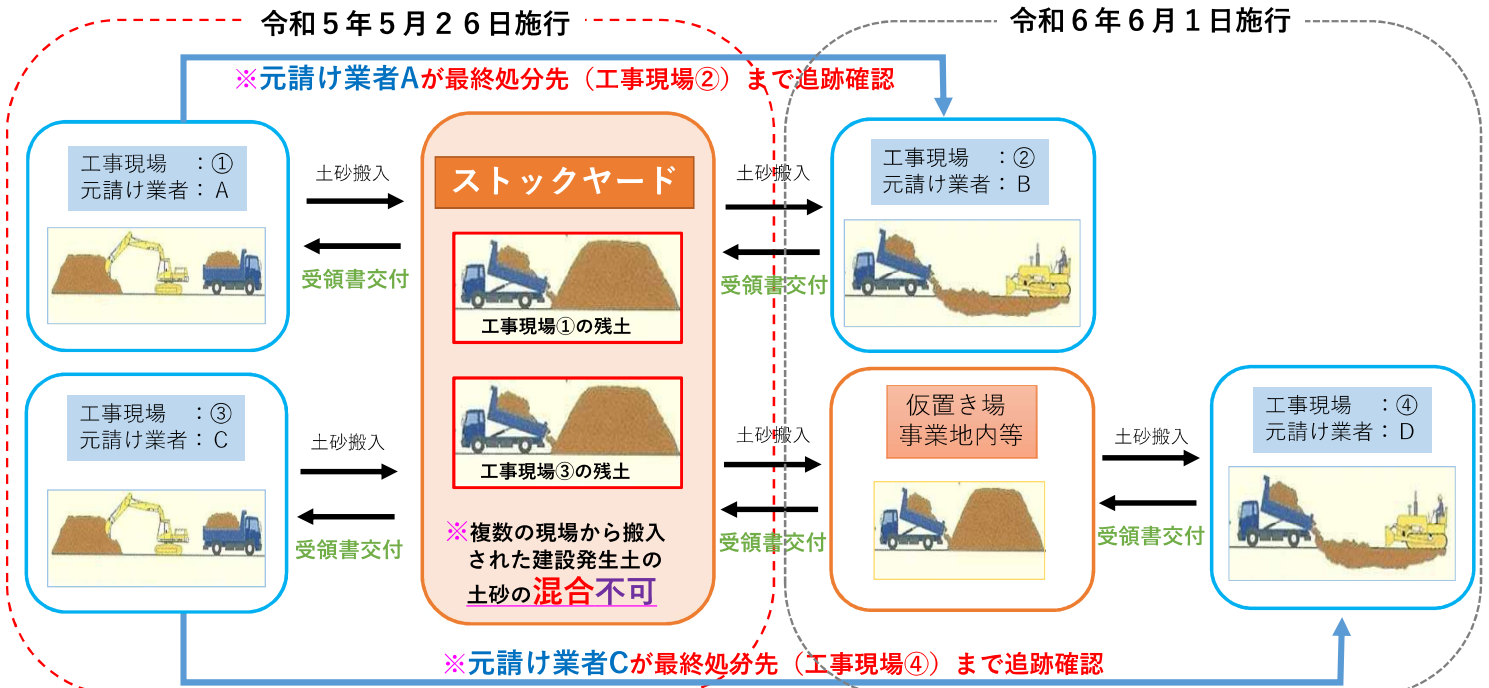 令和５年５月２６日施行
令和６年６月１日施行
※元請け業者Aが最終処分先（工事現場②）まで追跡確認
工事現場　：①
元請け業者：Ａ
土砂搬入
受領書交付
ストックヤード
工事現場①の残土
土砂搬入
受領書交付
工事現場　：②
元請け業者：Ｂ
工事現場　：③
元請け業者：Ｃ
土砂搬入
受領書交付
工事現場③の残土
※複数の現場から搬入
された建設発生土の
土砂の混合不可
土砂搬入
受領書交付
仮置き場
事業地内等
土砂搬入
受領書交付
工事現場　：④
元請け業者：Ｄ
※元請け業者Cが最終処分先（工事現場④）まで追跡確認